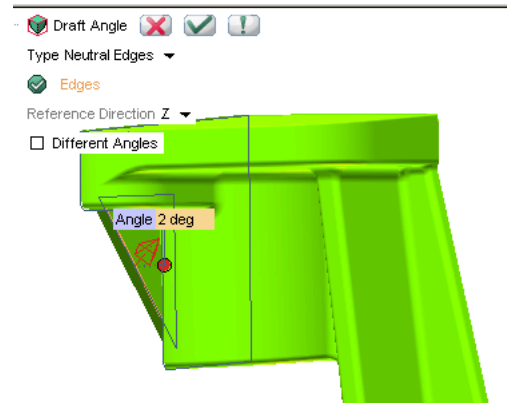 Draft Angle
Type Neutral Edges
Edges
Reference Direction Z
Different Angles
Angle 2 deg